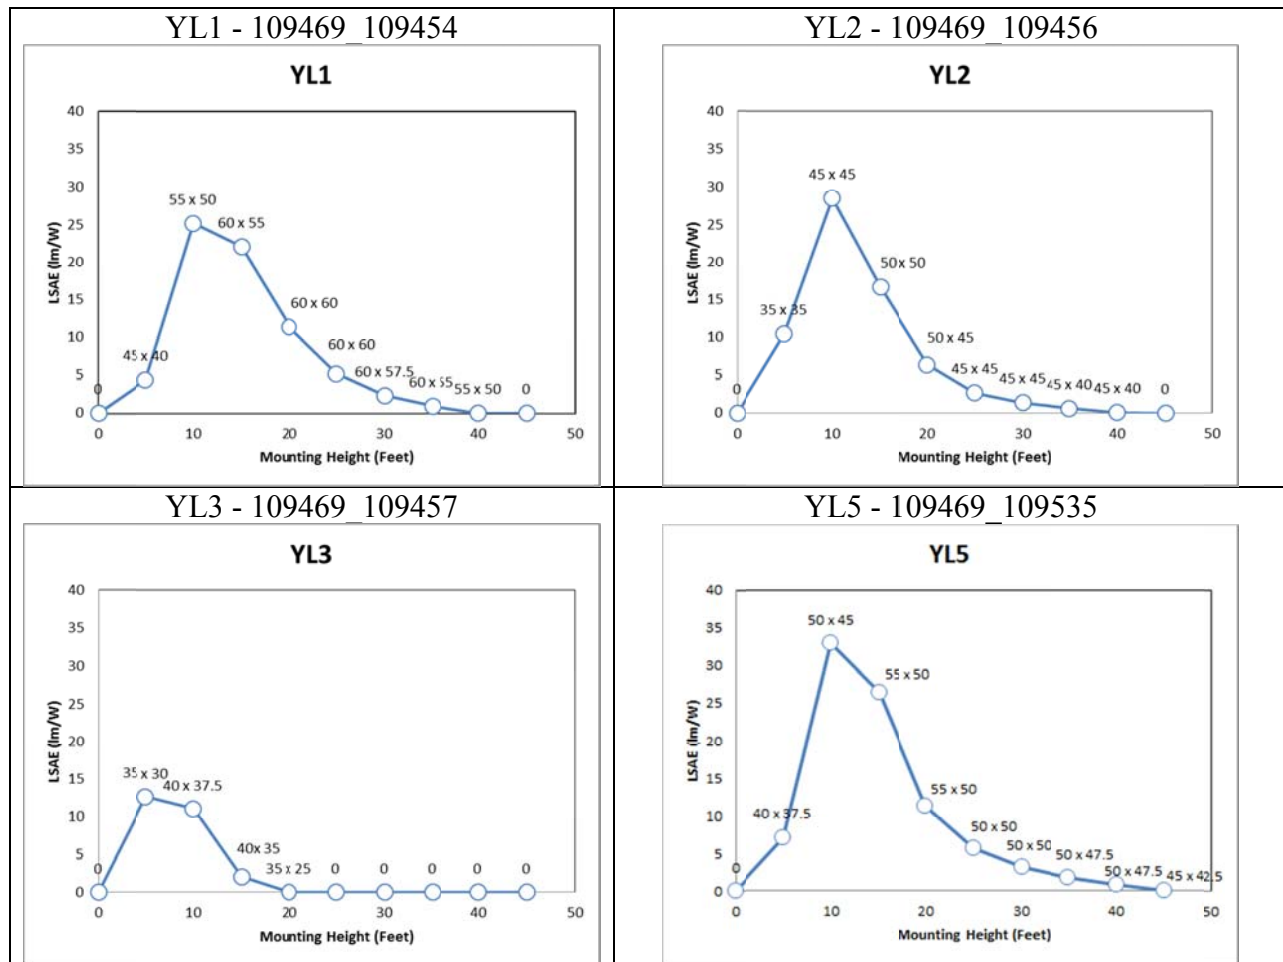 YL1 - 109469_109454
YL1
40
35
30
25
20
15
10
5
0
LSAE (lm/W)
0
45 x 40
55 x 50
60 x 55
60 x 60
60 x 60
60 x 57.5
60 x 55
55 x 50
0
0
10
20
30
40
50
Mounting Height (Feet)
YL2 - 109469_109456
YL2
40
35
30
25
20
15
10
5
0
LSAE (lm/W)
0
35 x 35
45 x 45
50 x 50
50 x 45
45 x 45
45 x 45
45 x 40
45 x 40
0
0
10
20
30
40
50
Mounting Height (Feet)
YL3 - 109469_109457
YL3
40
35
30
25
20
15
10
5
0
LSAE (lm/W)
0
35 x 30
40 x 37.5
40 x 35
35 x 25
0
0
0
0
0
0
10
20
30
40
50
Mounting Height (Feet)
YL5 - 109469_109535
YL5
40
35
30
25
20
15
10
5
0
LSAE (lm/W)
0
40 x 37.5
50 x 45
55 x 50
55 x 50
50 x 50
50 x 50
50 x 47.5
50 x 47.5
45 x 42.5
0
10
20
30
40
50
Mounting Height (Feet)